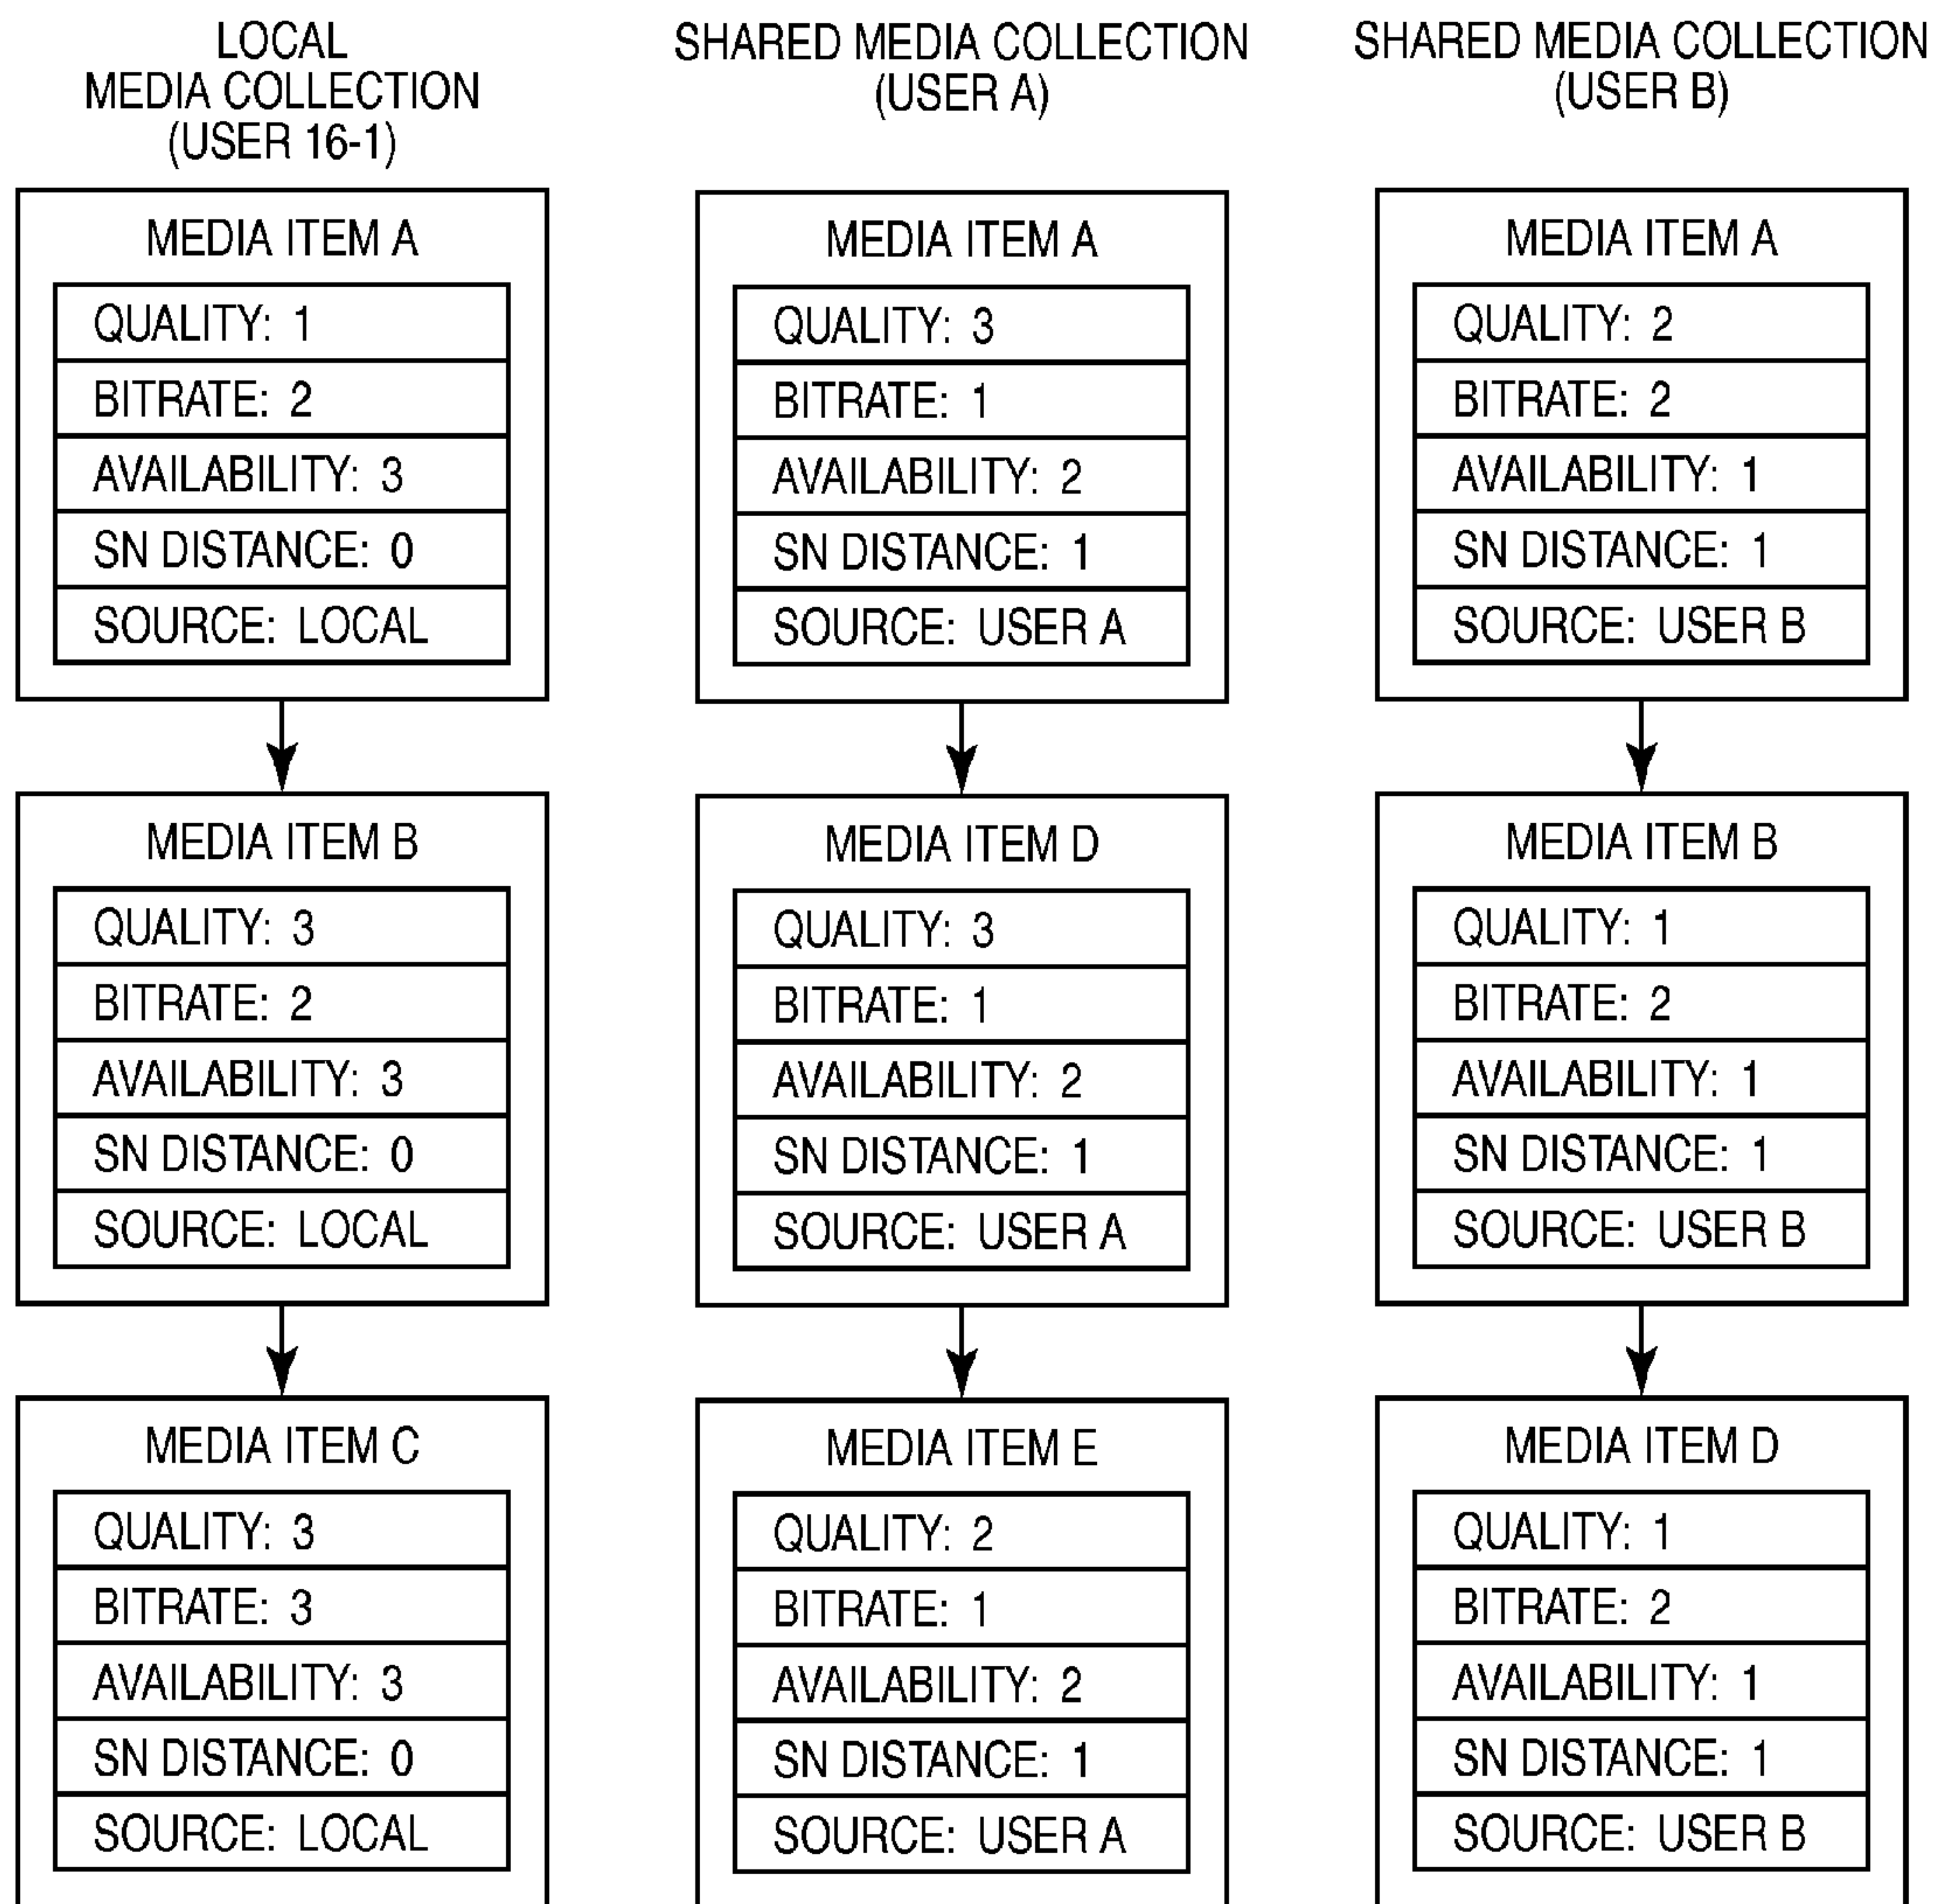 LOCAL
MEDIA COLLECTION
(USER 16-1)
MEDIA ITEM A
QUALITY: 1
BITRATE: 2
AVAILABILITY: 3
SN DISTANCE: 0
SOURCE: LOCAL
MEDIA ITEM B
QUALITY: 3
BITRATE: 2
AVAILABILITY: 3
SN DISTANCE: 0
SOURCE: LOCAL
MEDIA ITEM C
QUALITY: 3
BITRATE: 3
AVAILABILITY: 3
SN DISTANCE: 0
SOURCE: LOCAL
SHARED MEDIA COLLECTION
(USER A)
MEDIA ITEM A
QUALITY: 3
BITRATE: 1
AVAILABILITY: 2
SN DISTANCE: 1
SOURCE: USER A
MEDIA ITEM D
QUALITY: 3
BITRATE: 1
AVAILABILITY: 2
SN DISTANCE: 1
SOURCE: USER A
MEDIA ITEM E
QUALITY: 2
BITRATE: 1
AVAILABILITY: 2
SN DISTANCE: 1
SOURCE: USER A
SHARED MEDIA COLLECTION
(USER B)
MEDIA ITEM A
QUALITY: 2
BITRATE: 2
AVAILABILITY: 1
SN DISTANCE: 1
SOURCE: USER B
MEDIA ITEM B
QUALITY: 1
BITRATE: 2
AVAILABILITY: 1
SN DISTANCE: 1
SOURCE: USER B
MEDIA ITEM D
QUALITY: 1
BITRATE: 2
AVAILABILITY: 1
SN DISTANCE: 1
SOURCE: USER B